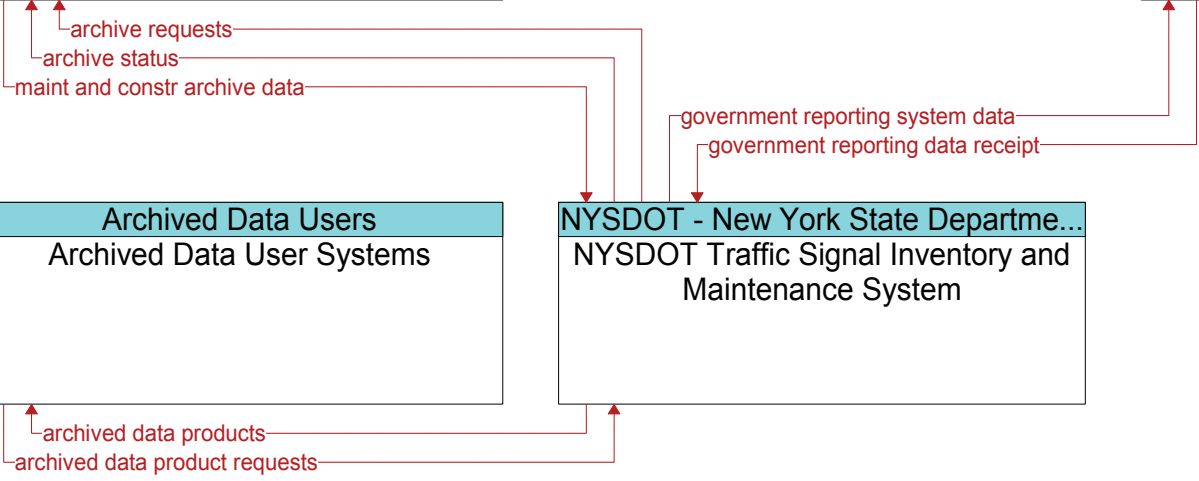 archive requests
archive status
maint and constr archive data
government reporting system data
government reporting data receipt
Archived Data Users
Archived Data User Systems
NYSDOT - New York State Departme...
NYSDOT Traffic Signal Inventory and
Maintenance System
archived data products
archived data product requests